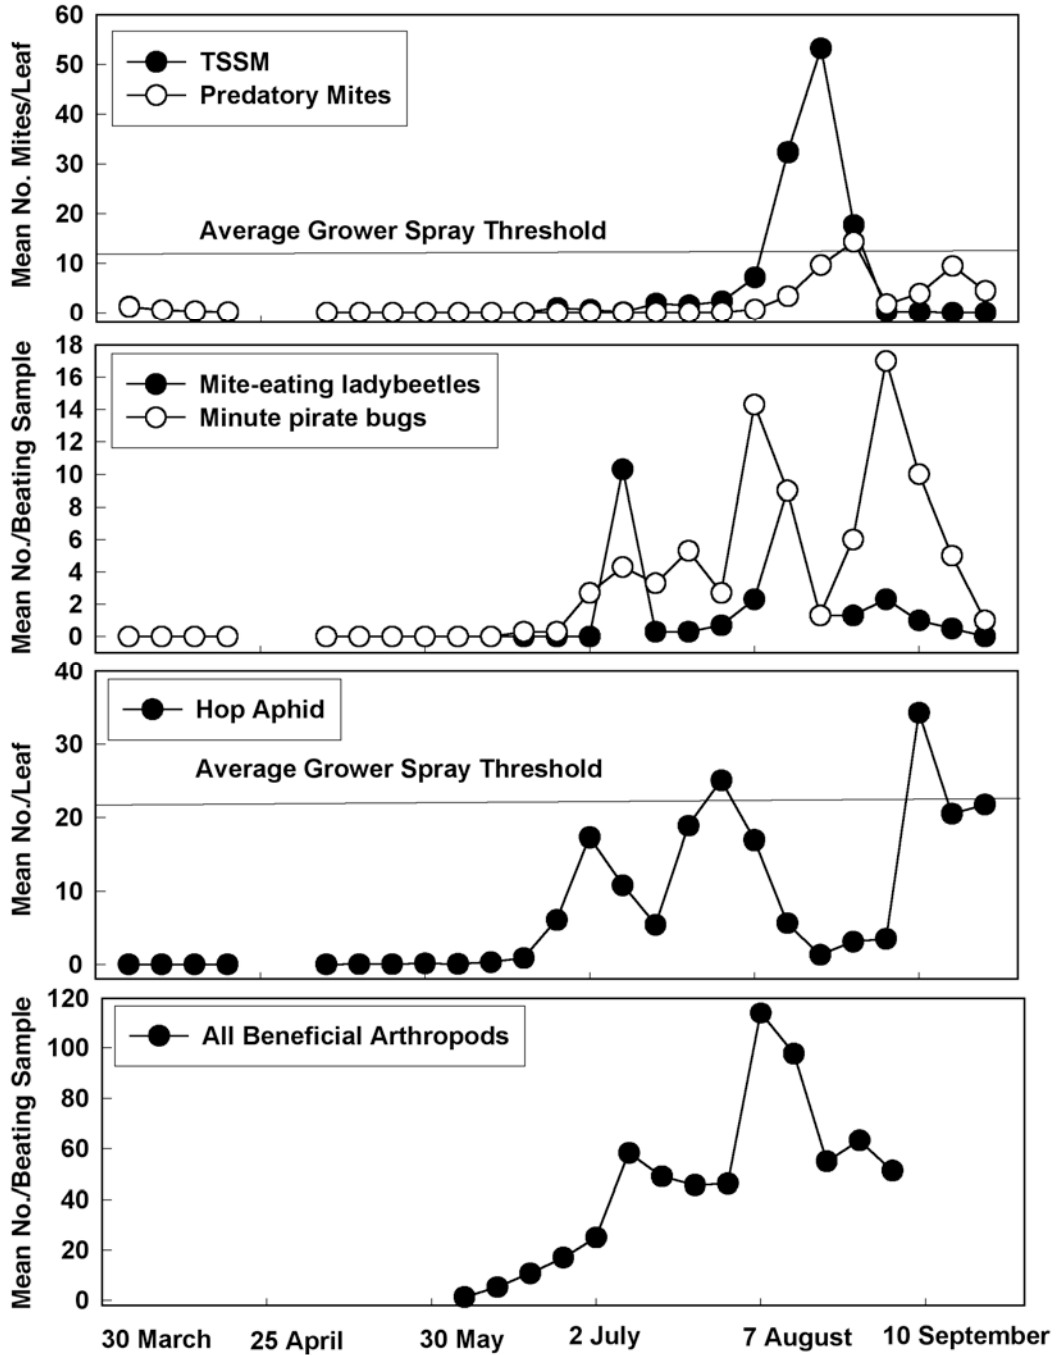 Mean No. Mites/Leaf
60
50
40
30
20
10
0
TSSM
Predatory Mites
Average Grower Spray Threshold
Mean No./Beating Sample
18
16
14
12
10
8
6
4
2
0
Mite-eating ladybeetles
Minute pirate bugs
Mean No./Leaf
40
30
20
10
0
Hop Aphid
Average Grower Spray Threshold
Mean No./Beating Sample
120
100
80
60
40
20
0
All Beneficial Arthropods
30 March 25 April 30 May 2 July 7 August 10 September